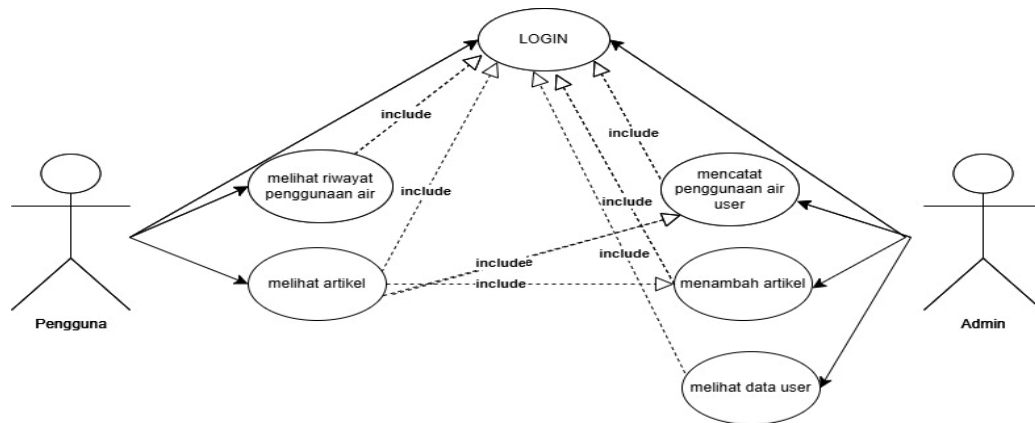 LOGIN
include
include
melihat riwayat
penggunaan air
mencatat
penggunaan air
user
include
include
includee
include
include
melihat artikel
include
menambah artikel
Pengguna
Admin
melihat data user